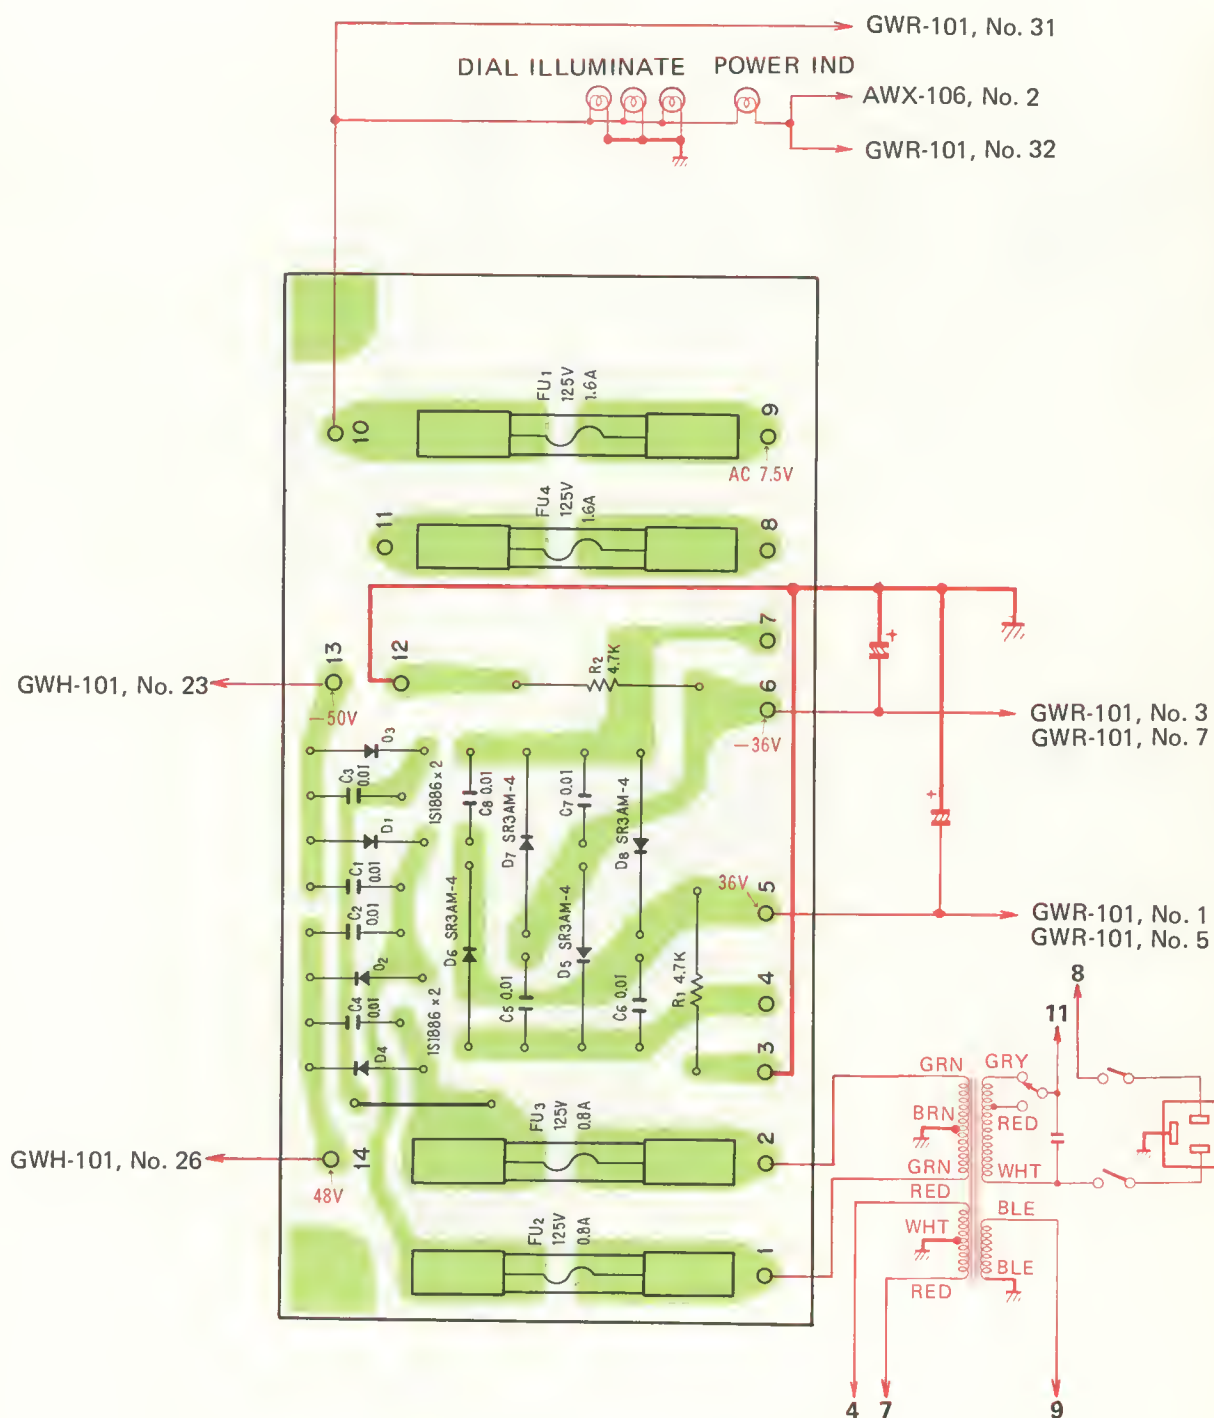 GWR-101, No. 31
DIAL ILLUMINATE POWER IND
AWX-106, No. 2
GWR-101, No. 32
FU1
125V
1.6A
10
9
AC 7.5V
FU4
125V
1.6A
11
8
7
13
12
R2
4.7K
6
GWH-101, No. 23
−50V
−36V
GWR-101, No. 3
GWR-101, No. 7
D3
C3
0.01
1S1886×2
D1
C8 0.01
D7 SR3AM-4
C7 0.01
D8 SR3AM-4
C1
0.01
C2
0.01
36V
5
GWR-101, No. 1
GWR-101, No. 5
D6 SR3AM-4
D5 SR3AM-4
D2
C4
0.01
1S1886×2
D4
C5 0.01
C6 0.01
R1 4.7K
4
3
8
11
GRN
GRY
BRN
RED
GRN
WHT
RED
BLE
WHT
BLE
RED
FU3
125V
0.8A
2
GWH-101, No. 26
14
48V
FU2
125V
0.8A
1
4 7 9
+
+